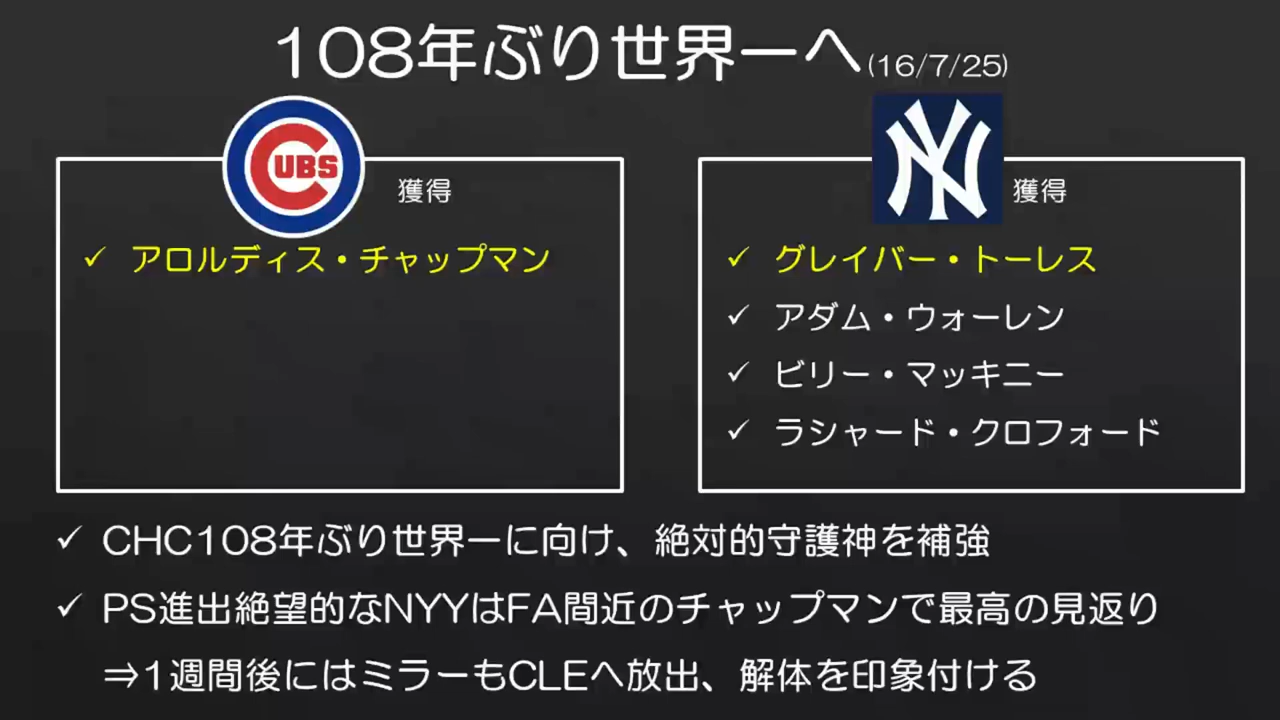 108年ぶり世界一へ(16/7/25)
CUBS
獲得
✓ アロルディス・チャップマン
NY
獲得
✓ グレイバー・トーレス
✓ アダム・ウォーレン
✓ ビリー・マッキニー
✓ ラシャード・クロフォード
✓ CHC108年ぶり世界一に向け、絶対的守護神を補強
✓ PS進出絶望的なNYYはFA間近のチャップマンで最高の見返り
⇒1週間後にはミラーもCLEへ放出、解体を印象付ける